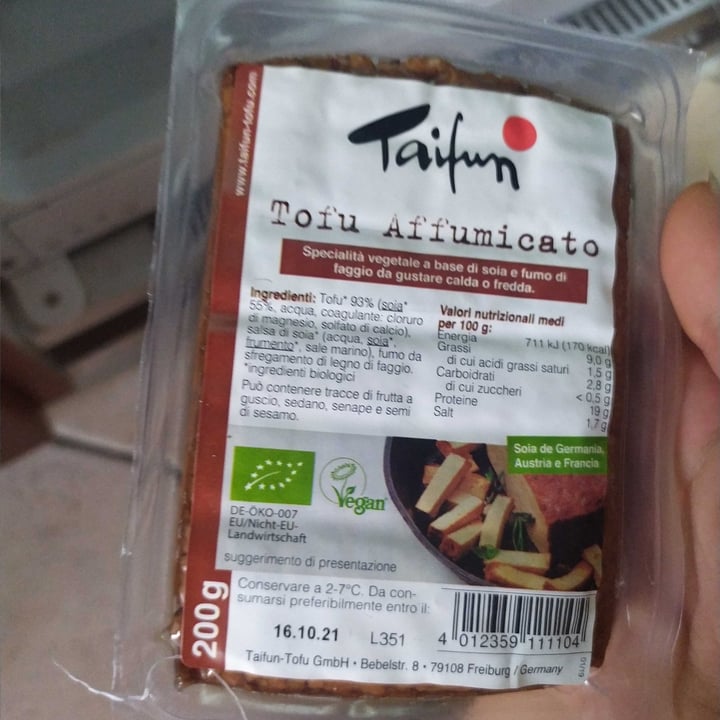 www.taifun-tofu.com
Taifun
Tofu Affumicato
Specialità vegetale a base di soia e fumo di
faggio da gustare calda o fredda.
Ingredienti: Tofu* 93% (soia*
55%, acqua, coagulante: cloruro
di magnesio, solfato di calcio),
salsa di soia* (acqua, soia*,
frumento*, sale marino), fumo da
sfregamento di legno di faggio.
*ingredienti biologici
Può contenere tracce di frutta a
guscio, sedano, senape e semi
di sesamo.
Valori nutrizionali medi
per 100 g:
Energia 711 kJ (170 kcal)
Grassi 9,0 g
di cui acidi grassi saturi 1,5 g
Carboidrati 2,8 g
di cui zuccheri < 0,5 g
Proteine 19 g
Salt 1,7 g
Soia de Germania,
Austria e Francia
Vegan
DE-ÖKO-007
EU/Nicht-EU-
Landwirtschaft
suggerimento di presentazione
200g
Conservare a 2-7°C. Da con-
sumarsi preferibilmente entro il:
16.10.21 L351
4 012359 111104
Taifun-Tofu GmbH • Bebelstr. 8 • 79108 Freiburg / Germany
01/19